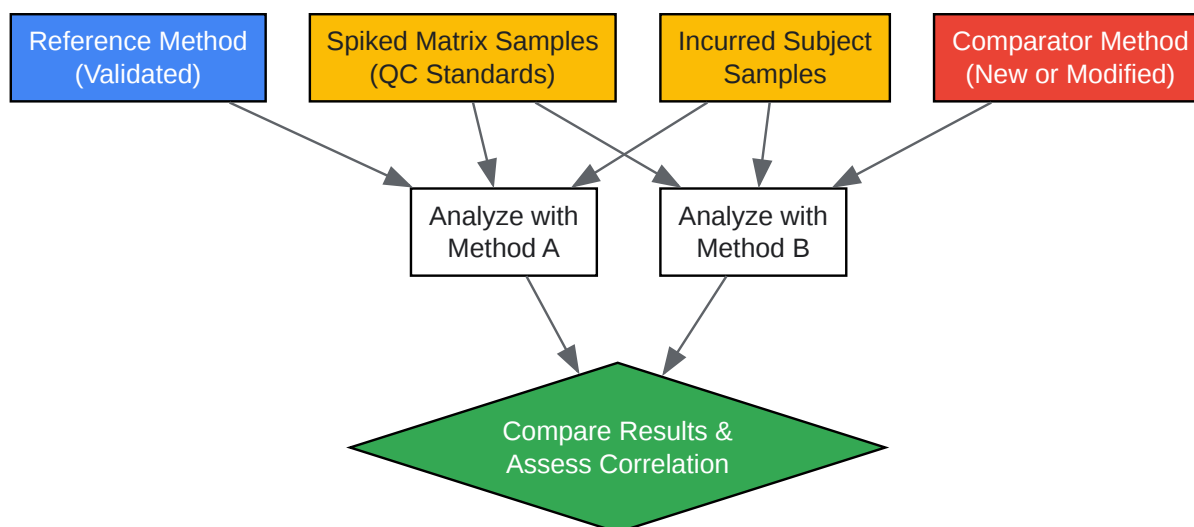 Reference Method
(Validated)
Spiked Matrix Samples
(QC Standards)
Incurred Subject
Samples
Comparator Method
(New or Modified)
Analyze with
Method A
Analyze with
Method B
Compare Results &
Assess Correlation